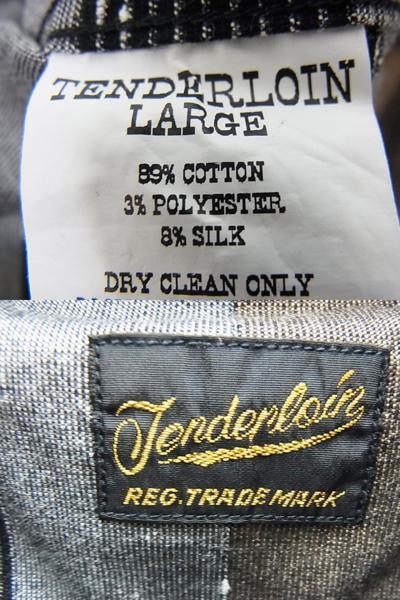 TENDERLOIN
LARGE
89% COTTON
3% POLYESTER
8% SILK
DRY CLEAN ONLY
Tenderloin
REG. TRADE MARK